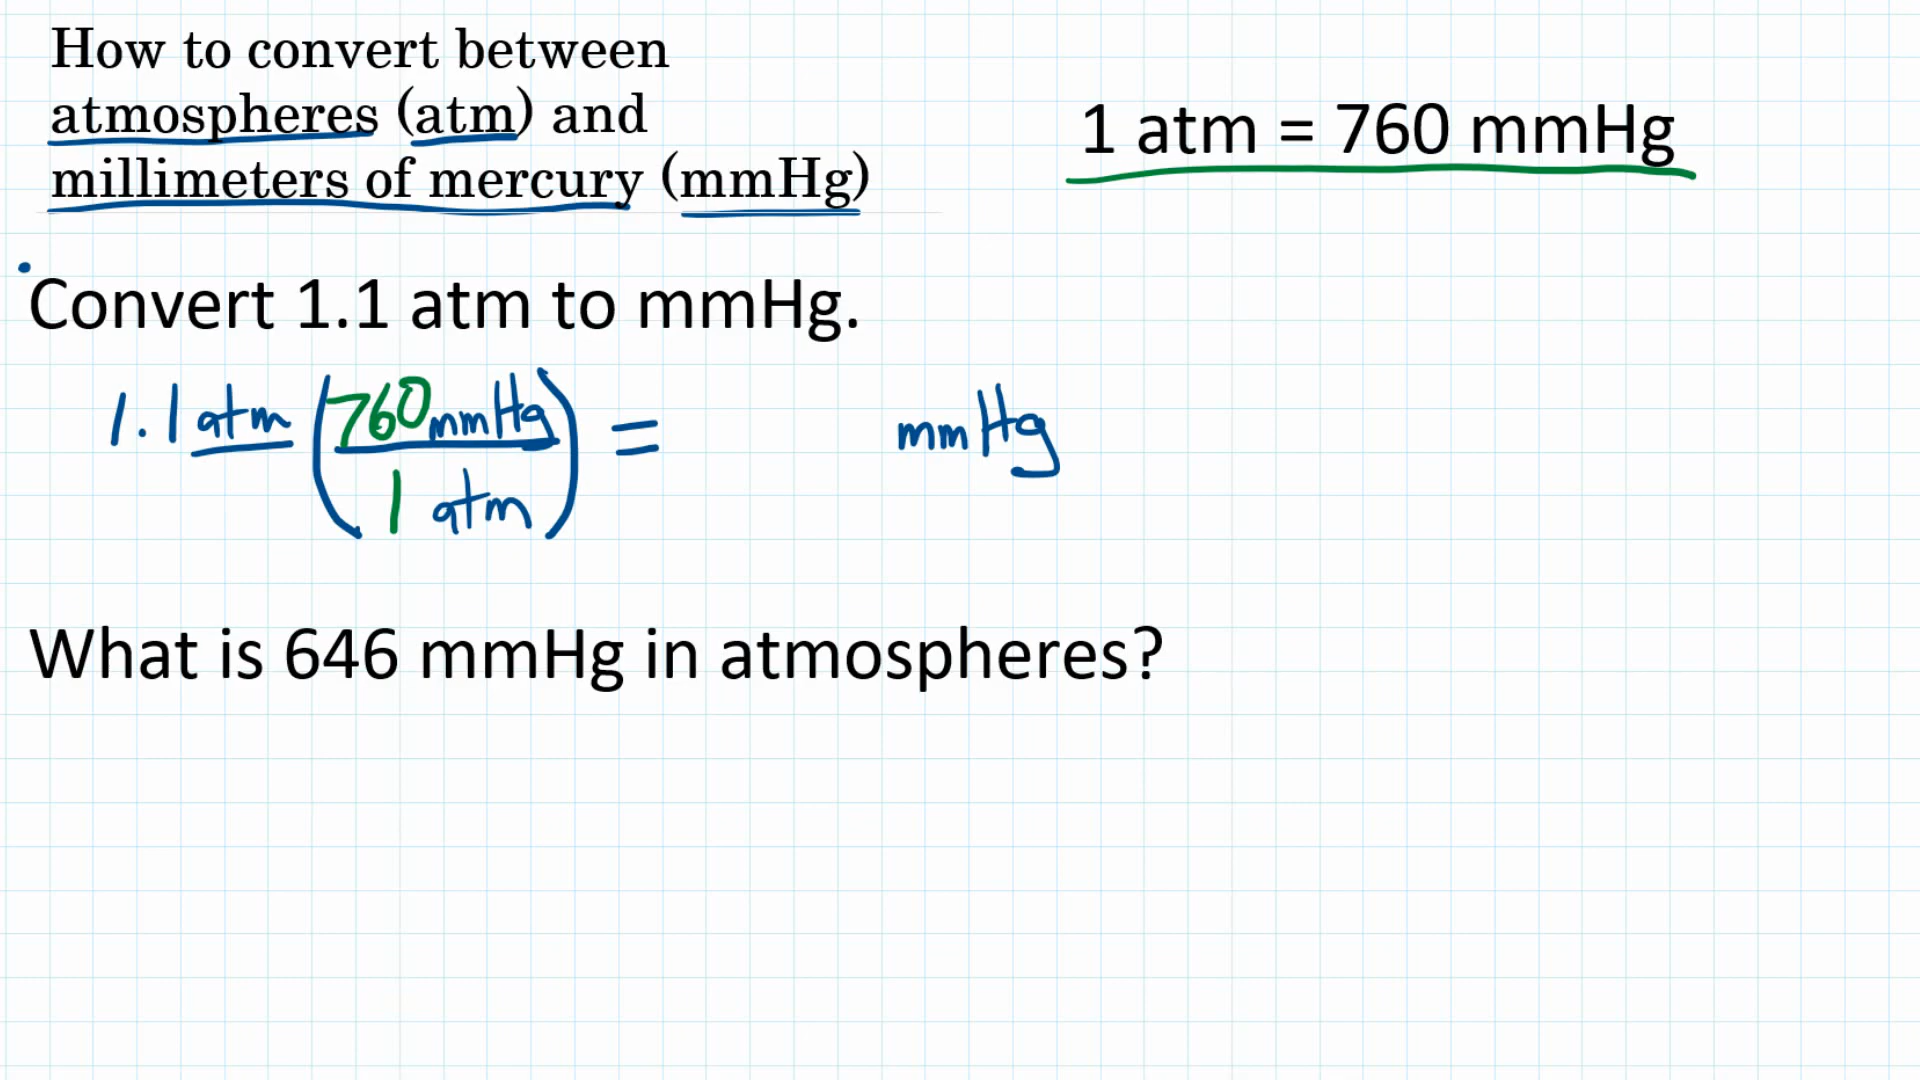 How to convert between
atmospheres (atm) and
millimeters of mercury (mmHg)
1 atm = 760 mmHg
Convert 1.1 atm to mmHg.
1.1 atm (760 mmHg / 1 atm) = mmHg
What is 646 mmHg in atmospheres?